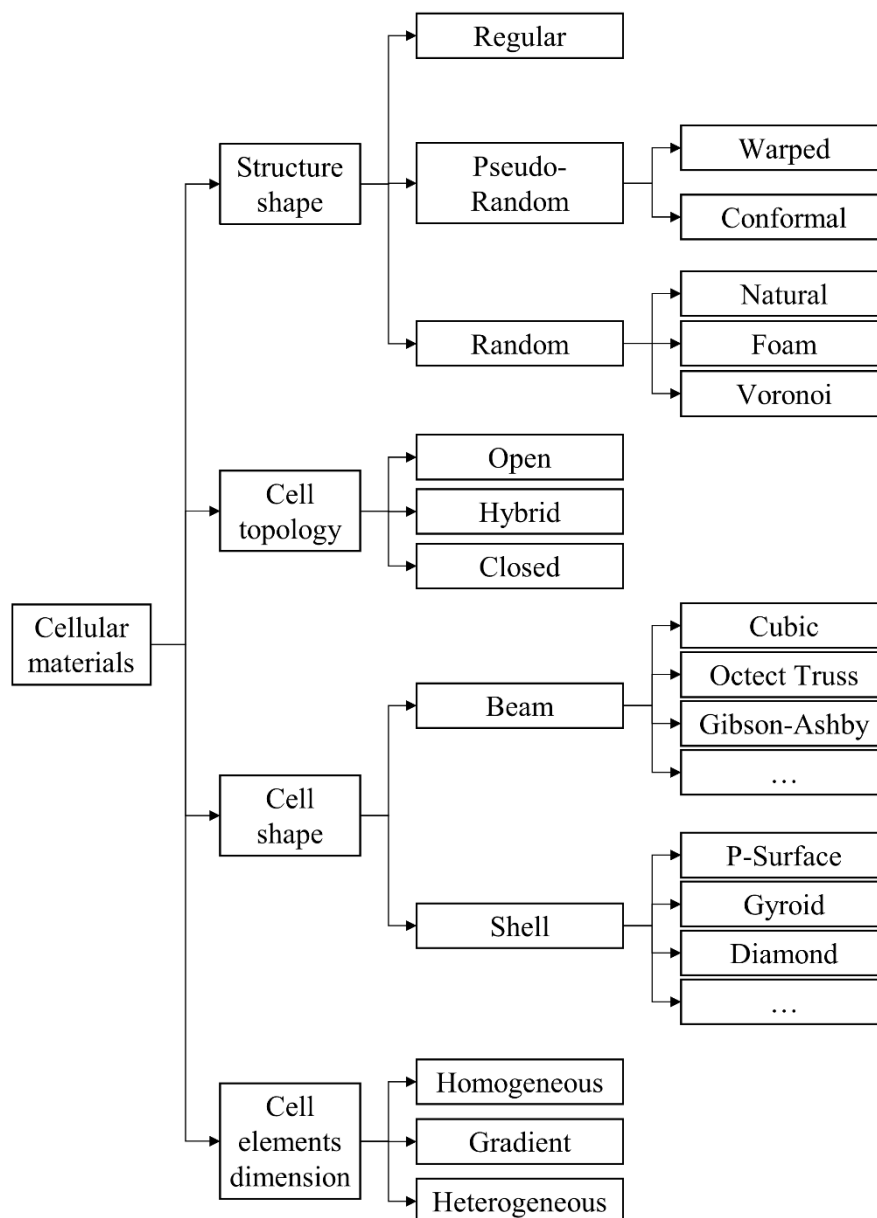 Cellular
materials
Structure
shape
Regular
Pseudo-
Random
Warped
Conformal
Random
Natural
Foam
Voronoi
Cell
topology
Open
Hybrid
Closed
Cell
shape
Beam
Cubic
Octect Truss
Gibson-Ashby
…
Shell
P-Surface
Gyroid
Diamond
…
Cell
elements
dimension
Homogeneous
Gradient
Heterogeneous